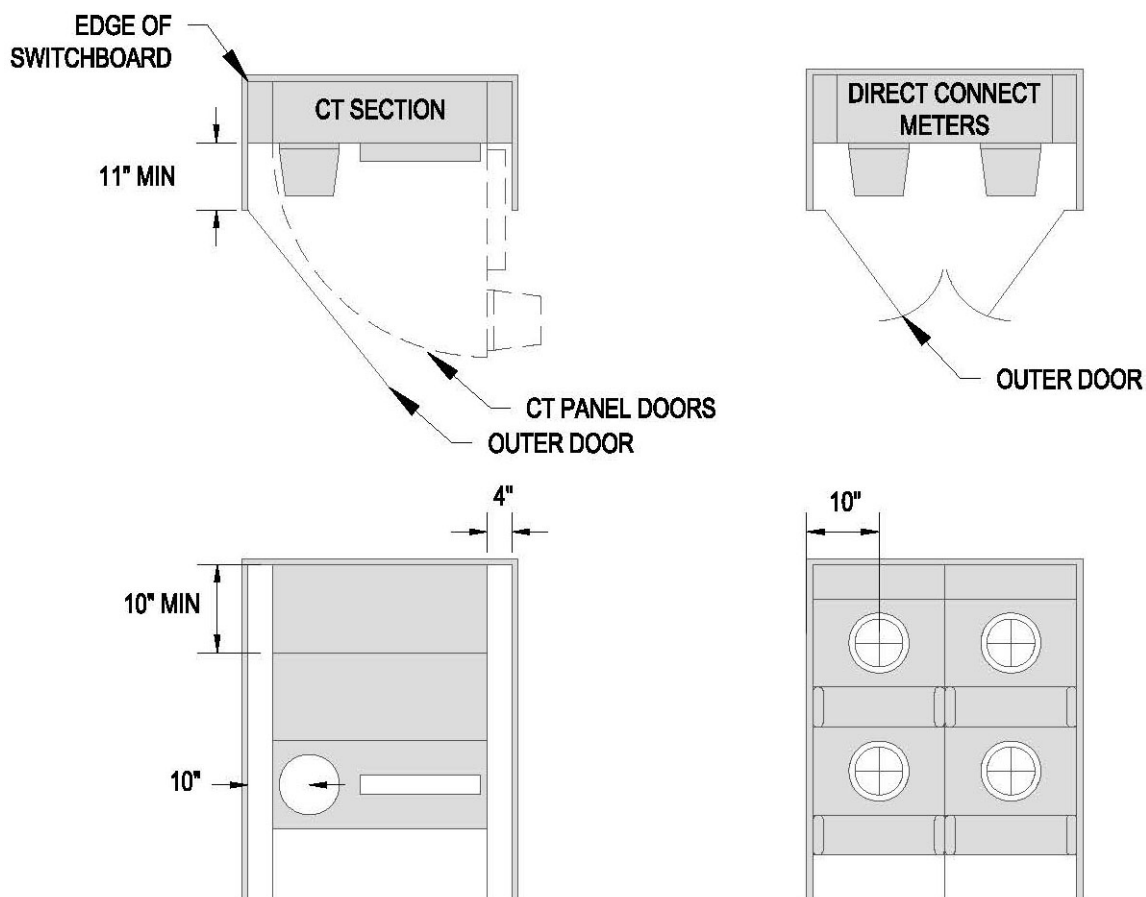 EDGE OF
SWITCHBOARD
CT SECTION
11" MIN
CT PANEL DOORS
OUTER DOOR
DIRECT CONNECT
METERS
OUTER DOOR
4"
10" MIN
10"
10"